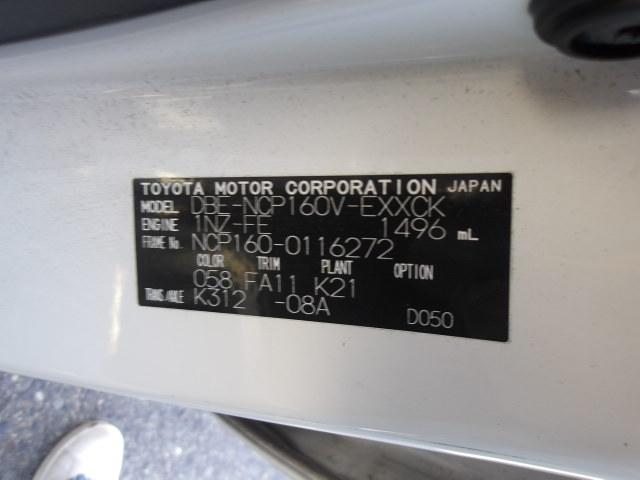 TOYOTA MOTOR CORPORATION JAPAN
MODEL DBE-NCP160V-EXXCK
ENGINE 1NZ-FE 1496 mL
FRAME No. NCP160-0116272
COLOR TRIM PLANT OPTION
058 FA11 K21
TRANS/AXLE K312 -08A D050